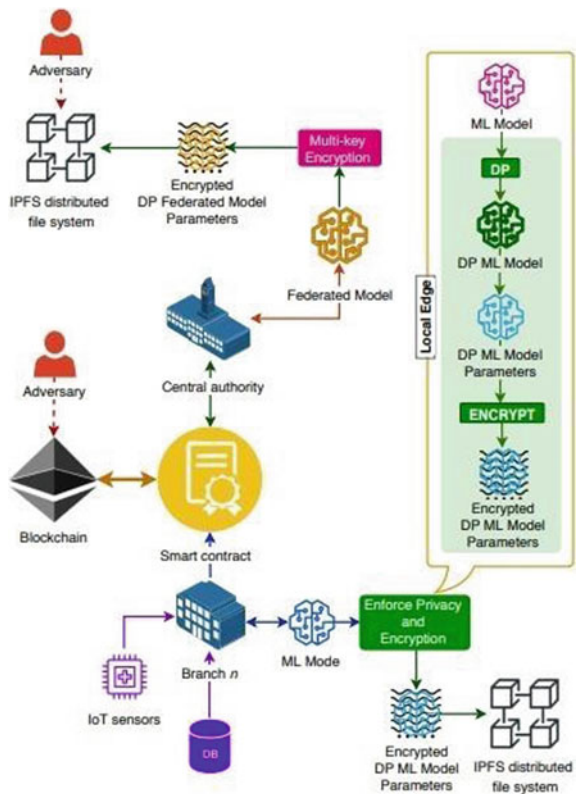 Adversary
IPFS distributed
file system
Encrypted
DP Federated Model
Parameters
Multi-key
Encryption
Federated Model
Central authority
Adversary
Blockchain
Smart contract
Branch n
IoT sensors
DB
ML Mode
Enforce Privacy
and
Encryption
Encrypted
DP ML Model
Parameters
IPFS distributed
file system
Local Edge
ML Model
DP
DP ML Model
DP ML Model
Parameters
ENCRYPT
Encrypted
DP ML Model
Parameters